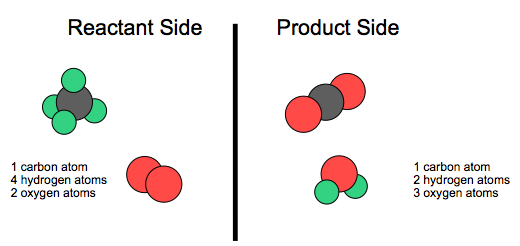 Reactant Side
Product Side
1 carbon atom
4 hydrogen atoms
2 oxygen atoms
1 carbon atom
2 hydrogen atoms
3 oxygen atoms